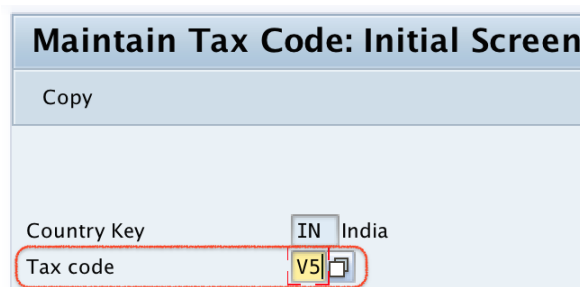 Maintain Tax Code: Initial Screen
Copy
Country Key IN India
Tax code V5